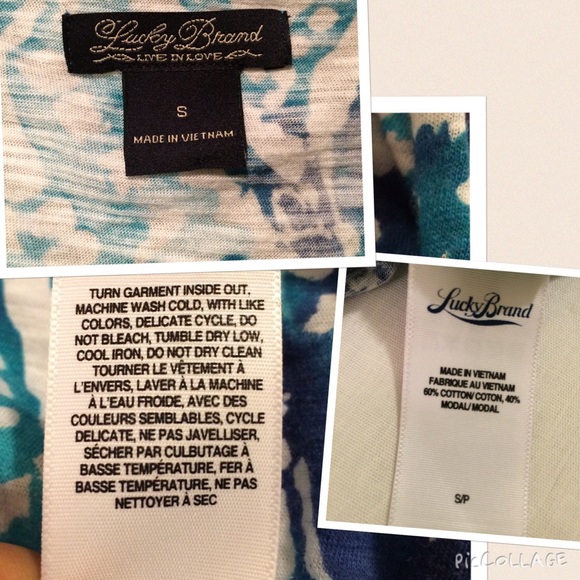 Lucky Brand
LIVE IN LOVE
S
MADE IN VIETNAM
TURN GARMENT INSIDE OUT,
MACHINE WASH COLD, WITH LIKE
COLORS, DELICATE CYCLE, DO
NOT BLEACH, TUMBLE DRY LOW,
COOL IRON, DO NOT DRY CLEAN
TOURNER LE VÊTEMENT À
L'ENVERS, LAVER À LA MACHINE
À L'EAU FROIDE, AVEC DES
COULEURS SEMBLABLES, CYCLE
DELICATE, NE PAS JAVELLISER,
SÉCHER PAR CULBUTAGE À
BASSE TEMPÉRATURE, FER À
BASSE TEMPÉRATURE, NE PAS
NETTOYER À SEC
Lucky Brand
MADE IN VIETNAM
FABRIQUE AU VIETNAM
60% COTTON/ COTON, 40%
MODAL/ MODAL
S/P
PIC•COLLAGE